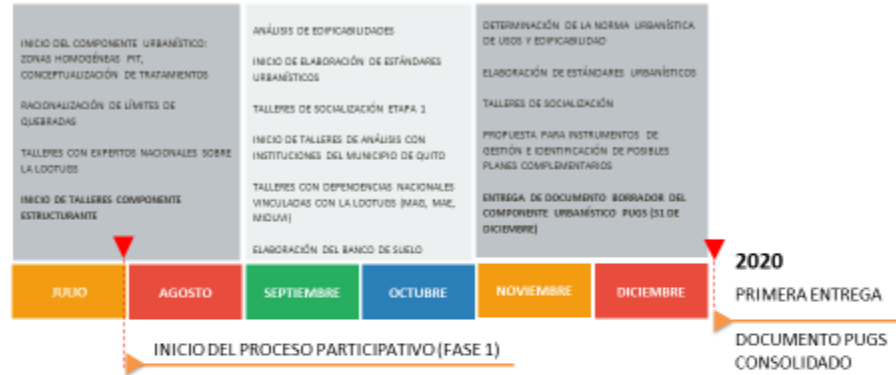 INICIO DEL COMPONENTE URBANÍSTICO:
ZONAS HOMOGÉNEAS PIT,
CONCEPTUALIZACIÓN DE TRATAMIENTOS
RACIONALIZACIÓN DE LÍMITES DE
QUEBRADAS
TALLERES CON EXPERTOS NACIONALES SOBRE
LA LOOTUGS
INICIO DE TALLERES COMPONENTE
ESTRUCTURANTE
ANÁLISIS DE EDIFICABILIDADES
INICIO DE ELABORACIÓN DE ESTÁNDARES
URBANÍSTICOS
TALLERES DE SOCIALIZACIÓN ETAPA 1
INICIO DE TALLERES DE ANÁLISIS CON
INSTITUCIONES DEL MUNICIPIO DE QUITO
TALLERES CON DEPENDENCIAS NACIONALES
VINCULADAS CON LA LOOTUGS (MAG, MAE,
MIDUVI)
ELABORACIÓN DEL BANCO DE SUELO
DETERMINACIÓN DE LA NORMA URBANÍSTICA
DE USOS Y EDIFICABILIDAD
ELABORACIÓN DE ESTÁNDARES URBANÍSTICOS
TALLERES DE SOCIALIZACIÓN
PROPUESTA PARA INSTRUMENTOS DE
GESTIÓN E IDENTIFICACIÓN DE POSIBLES
PLANES COMPLEMENTARIOS
ENTREGA DE DOCUMENTO BORRADOR DEL
COMPONENTE URBANÍSTICO PUGS (31 DE
DICIEMBRE)
JULIO
AGOSTO
SEPTIEMBRE
OCTUBRE
NOVIEMBRE
DICIEMBRE
2020
PRIMERA ENTREGA
DOCUMENTO PUGS
CONSOLIDADO
INICIO DEL PROCESO PARTICIPATIVO (FASE 1)